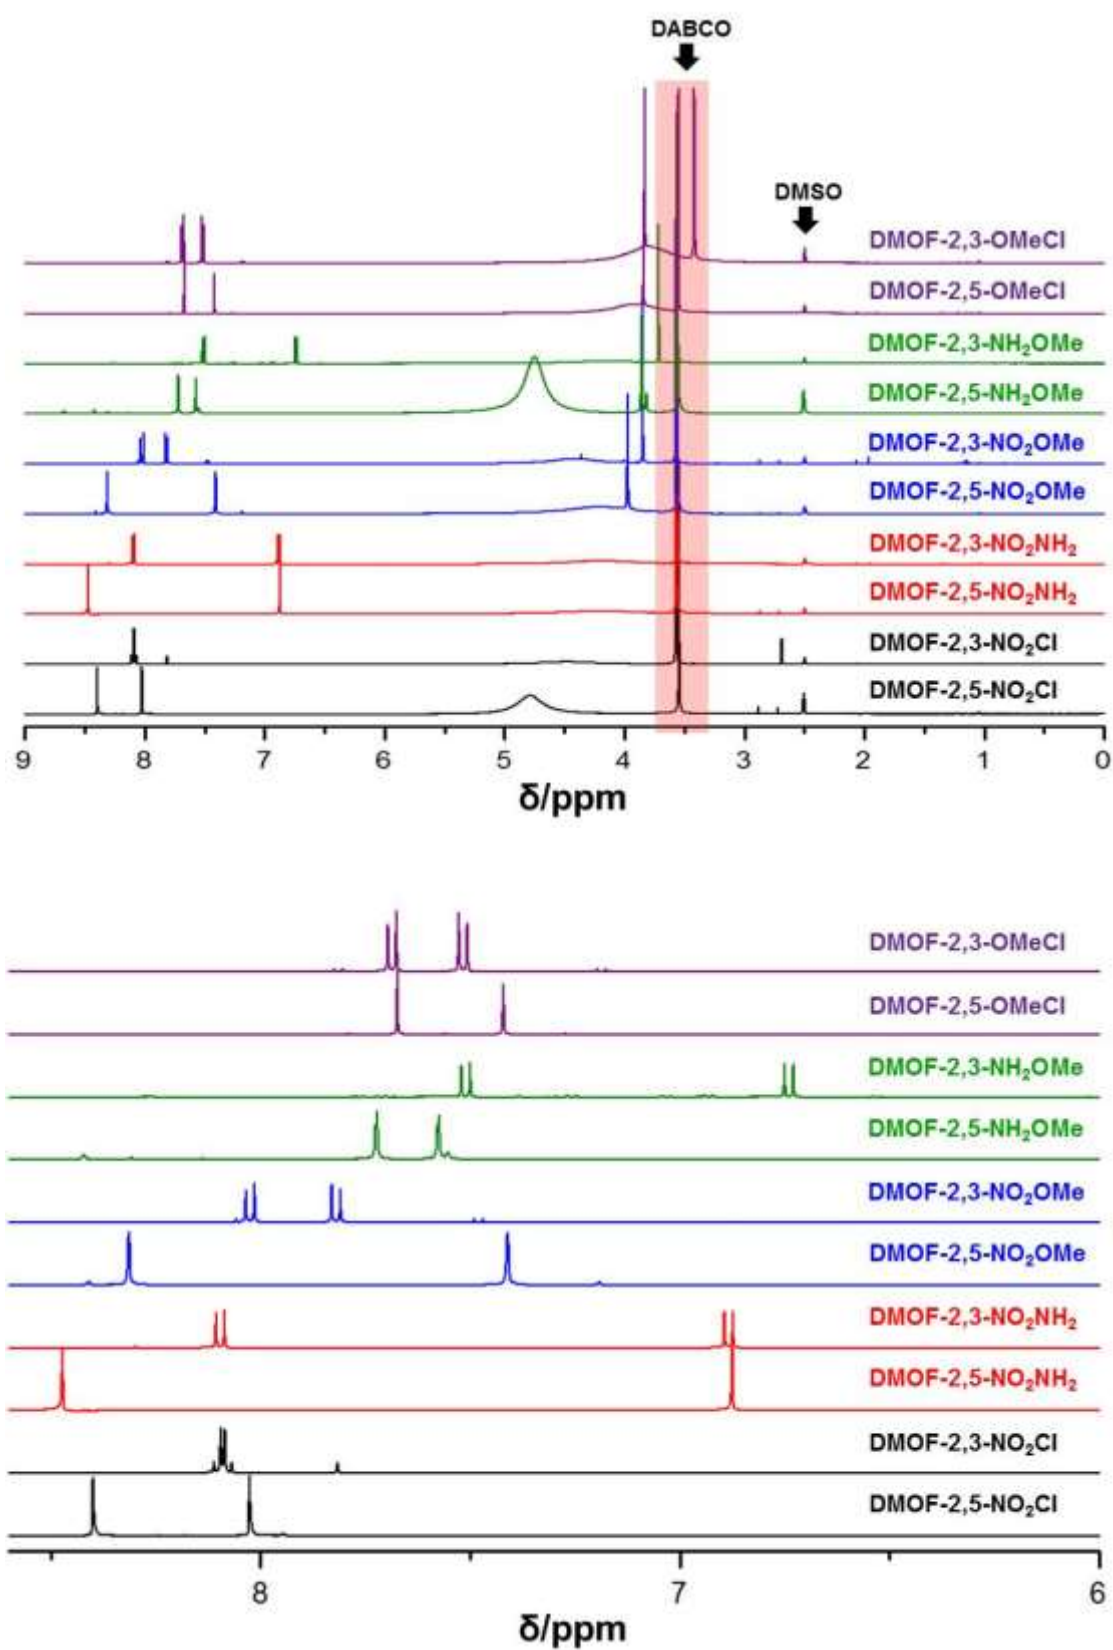 DABCO
DMSO
DMOF-2,3-OMeCl
DMOF-2,5-OMeCl
DMOF-2,3-NH₂OMe
DMOF-2,5-NH₂OMe
DMOF-2,3-NO₂OMe
DMOF-2,5-NO₂OMe
DMOF-2,3-NO₂NH₂
DMOF-2,5-NO₂NH₂
DMOF-2,3-NO₂Cl
DMOF-2,5-NO₂Cl
9 8 7 6 5 4 3 2 1 0
δ/ppm
DMOF-2,3-OMeCl
DMOF-2,5-OMeCl
DMOF-2,3-NH₂OMe
DMOF-2,5-NH₂OMe
DMOF-2,3-NO₂OMe
DMOF-2,5-NO₂OMe
DMOF-2,3-NO₂NH₂
DMOF-2,5-NO₂NH₂
DMOF-2,3-NO₂Cl
DMOF-2,5-NO₂Cl
8 7 6
δ/ppm